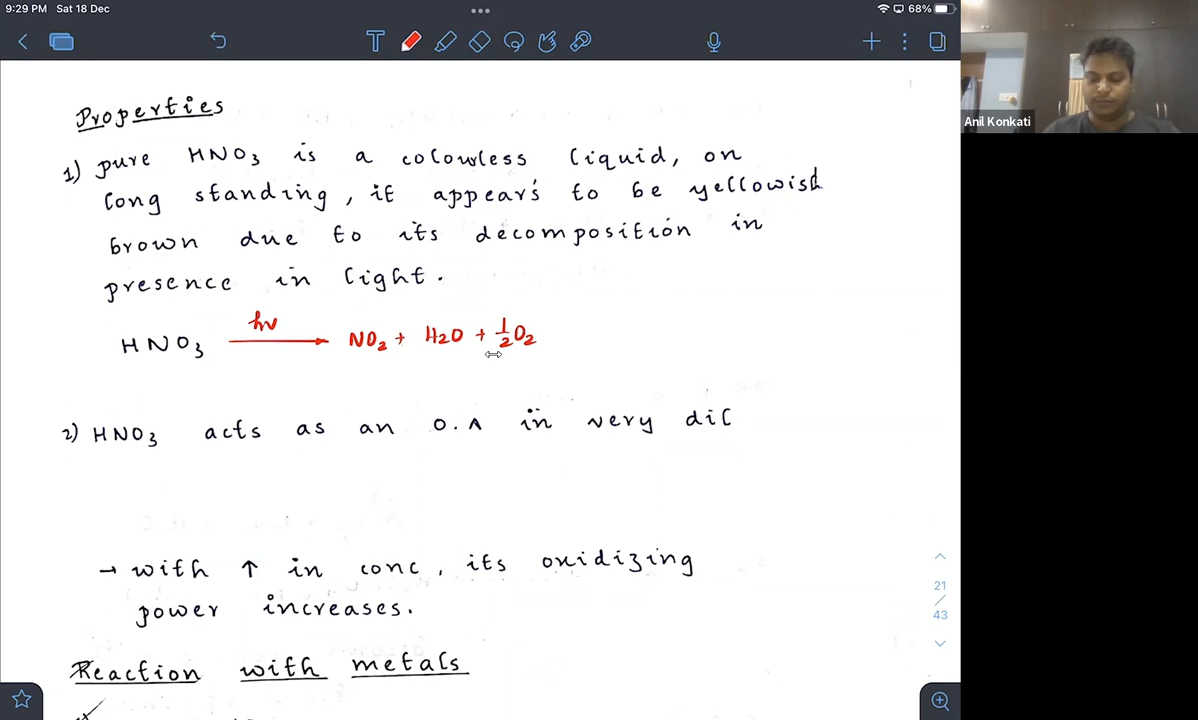 9:29 PM Sat 18 Dec
68%
Anil Konkati
Properties
1) pure HNO3 is a colourless liquid, on
long standing, it appears to be yellowish
brown due to its decomposition in
presence in light.
HNO3 hν → NO2 + H2O + 1/2 O2
2) HNO3 acts as an O.A in very dil
→ with ↑ in conc, its oxidizing
power increases.
Reaction with metals
21
/
43